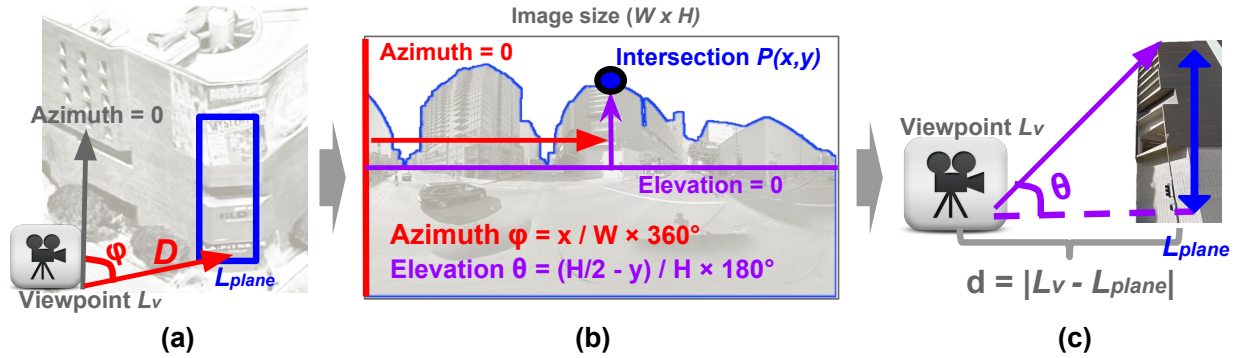 Azimuth = 0
φ
D
Lplane
Viewpoint Lv
(a)
Image size (W x H)
Azimuth = 0
Intersection P(x,y)
Elevation = 0
Azimuth φ = x / W × 360°
Elevation θ = (H/2 - y) / H × 180°
(b)
Viewpoint Lv
θ
Lplane
d = |Lv - Lplane|
(c)